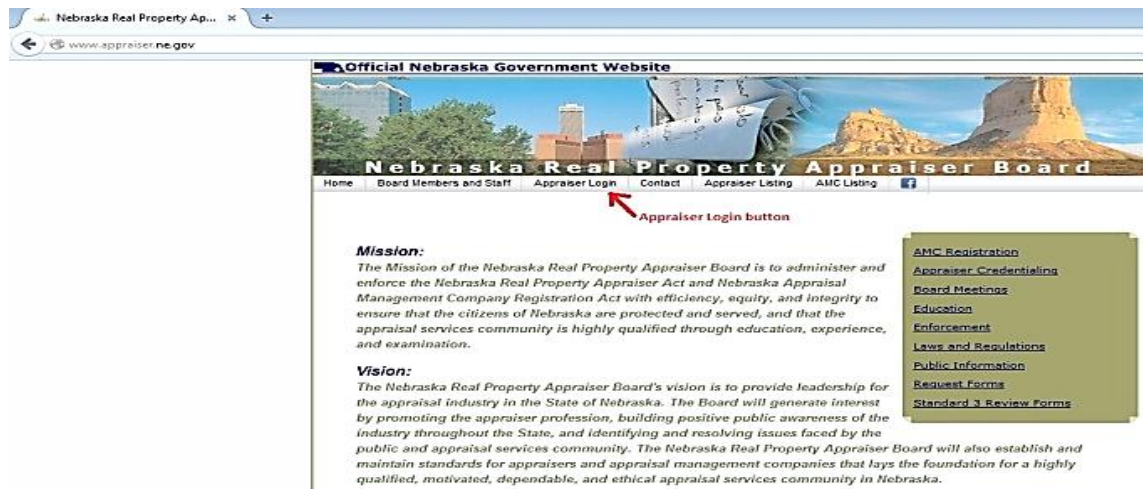 Nebraska Real Property Ap... × +
www.appraiser.ne.gov
Official Nebraska Government Website
Nebraska Real Property Appraiser Board
Home Board Members and Staff Appraiser Login Contact Appraiser Listing AMC Listing f
Appraiser Login button
Mission:
The Mission of the Nebraska Real Property Appraiser Board is to administer and
enforce the Nebraska Real Property Appraiser Act and Nebraska Appraisal
Management Company Registration Act with efficiency, equity, and integrity to
ensure that the citizens of Nebraska are protected and served, and that the
appraisal services community is highly qualified through education, experience,
and examination.
Vision:
The Nebraska Real Property Appraiser Board's vision is to provide leadership for
the appraisal industry in the State of Nebraska. The Board will generate interest
by promoting the appraiser profession, building positive public awareness of the
industry throughout the State, and identifying and resolving issues faced by the
public and appraisal services community. The Nebraska Real Property Appraiser Board will also establish and
maintain standards for appraisers and appraisal management companies that lays the foundation for a highly
qualified, motivated, dependable, and ethical appraisal services community in Nebraska.
AMC Registration
Appraiser Credentialing
Board Meetings
Education
Enforcement
Laws and Regulations
Public Information
Request Forms
Standard 3 Review Forms